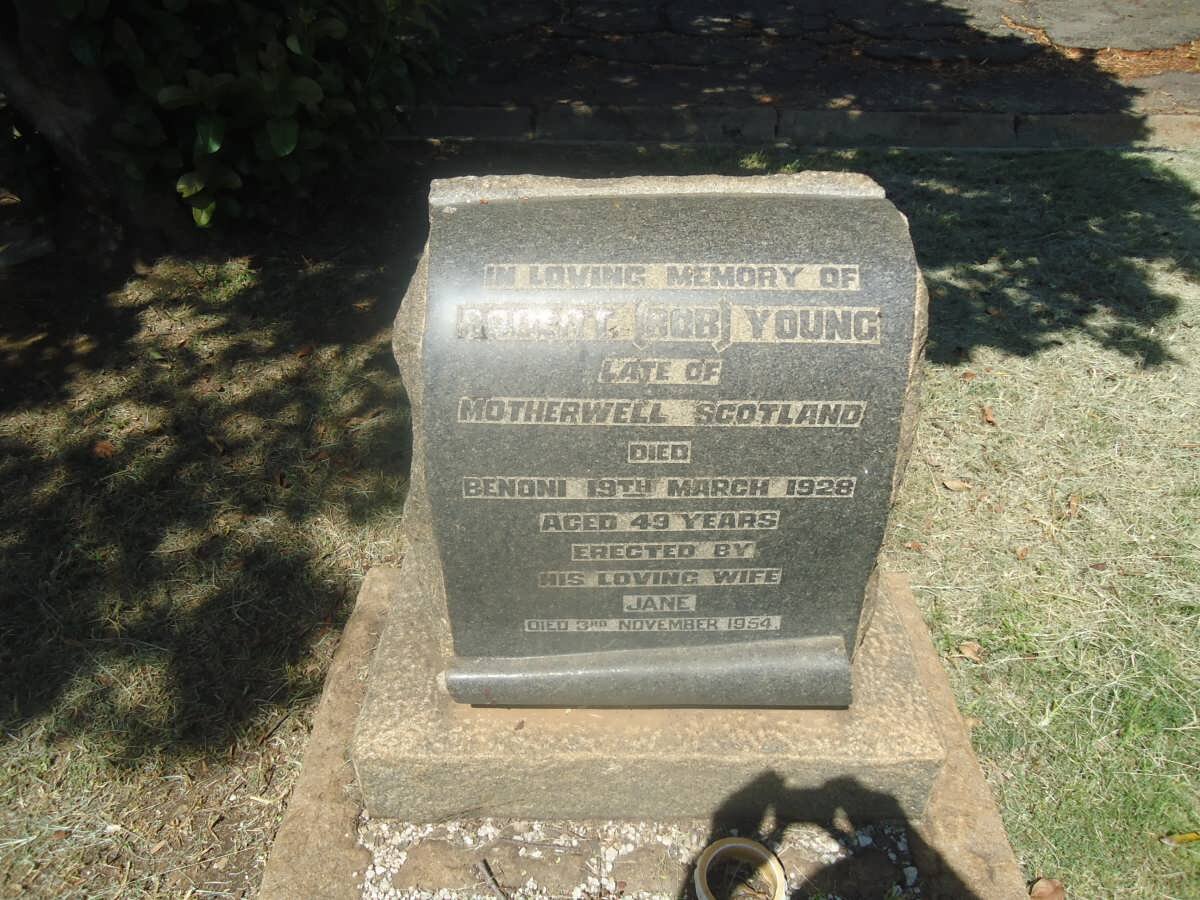 IN LOVING MEMORY OF
ROBERT. (BOB) YOUNG
LATE OF
MOTHERWELL SCOTLAND
DIED
BENONI 19TH MARCH 1928
AGED 49 YEARS
ERECTED BY
HIS LOVING WIFE
JANE
DIED 3RD NOVEMBER 1954.